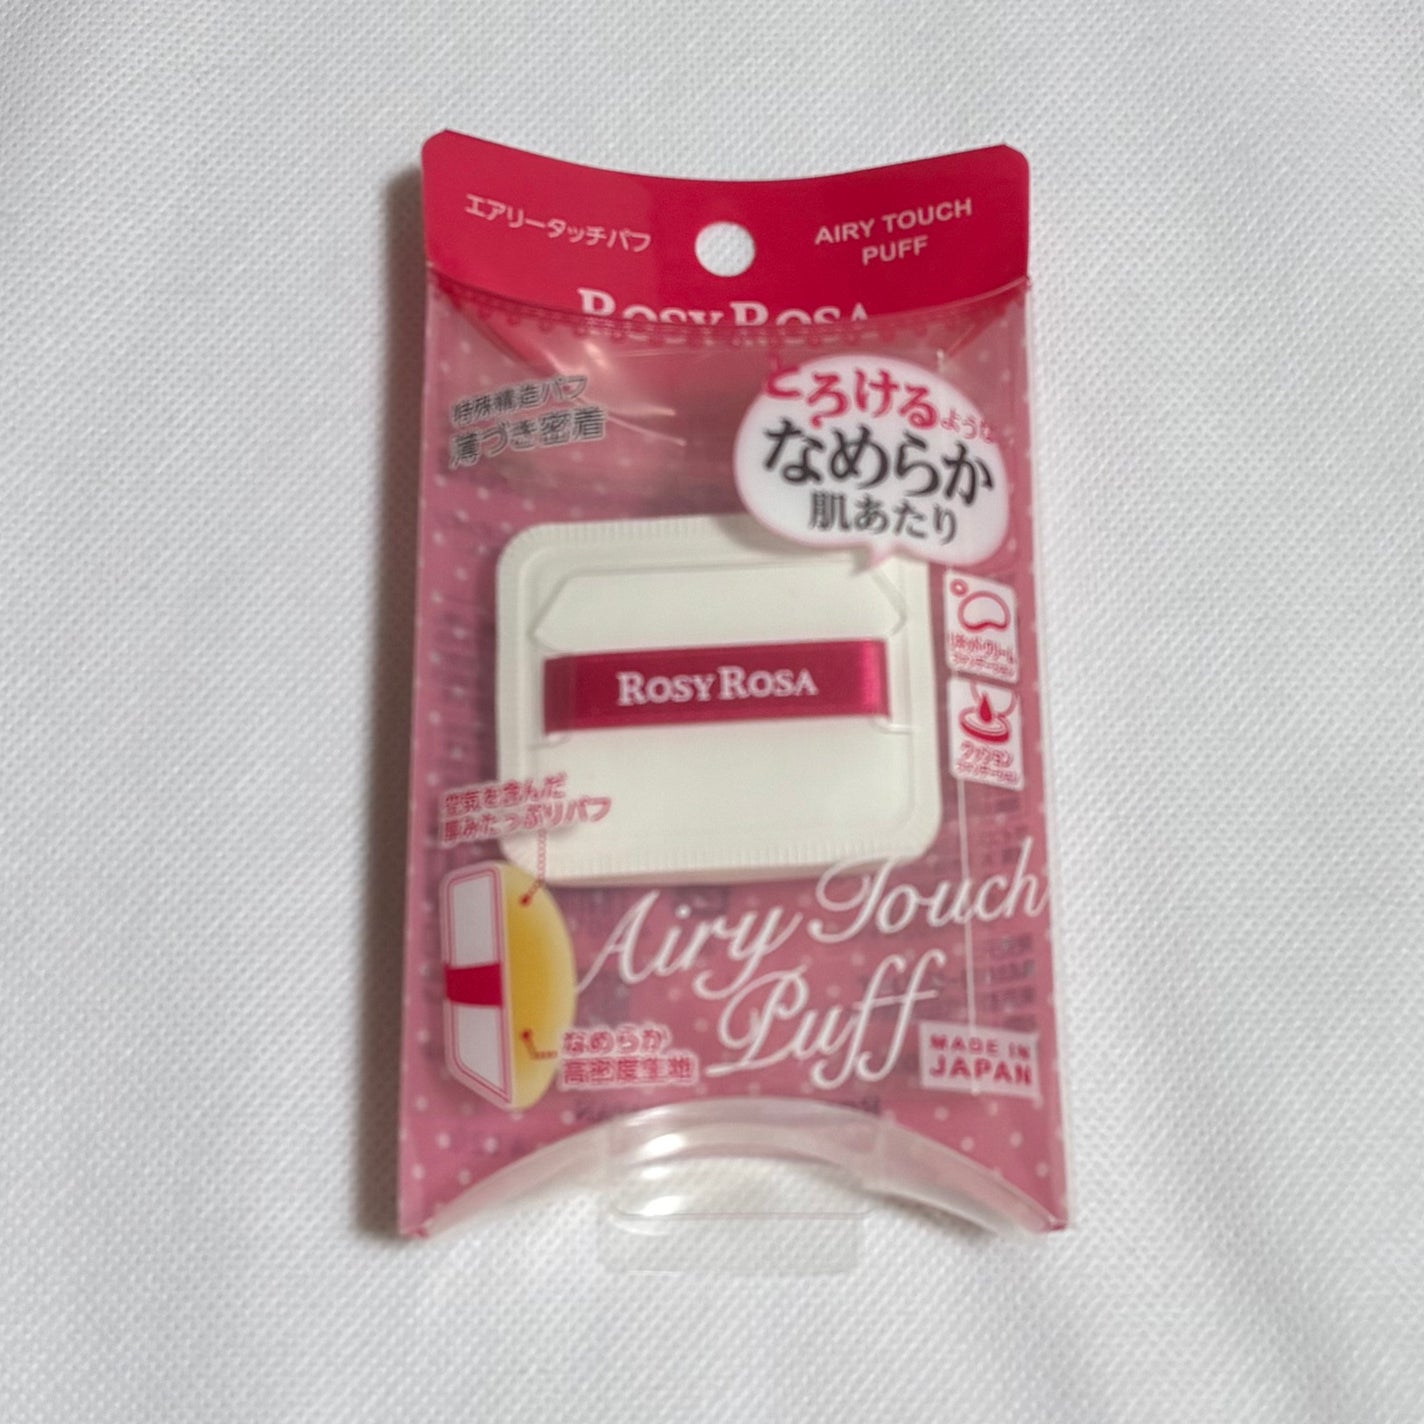 エアリータッチパフ
AIRY TOUCH
PUFF
ROSY ROSA
とろけるような
なめらか
肌あたり
特殊構造パフ
薄づき密着
ROSY ROSA
リキッド・クリーム
ファンデーション
クッション
ファンデーション
空気を含んだ
厚みたっぷりパフ
Airy Touch
Puff
なめらか
高密度生地
MADE IN
JAPAN